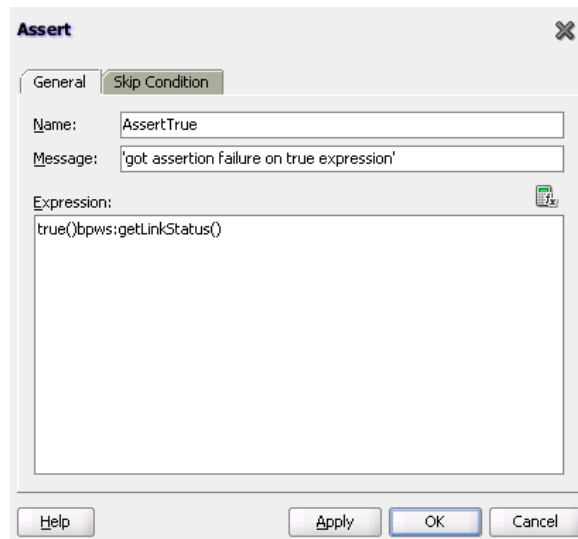 Assert
General Skip Condition
Name: AssertTrue
Message: 'got assertion failure on true expression'
Expression:
true()bpws:getLinkStatus()
Help Apply OK Cancel